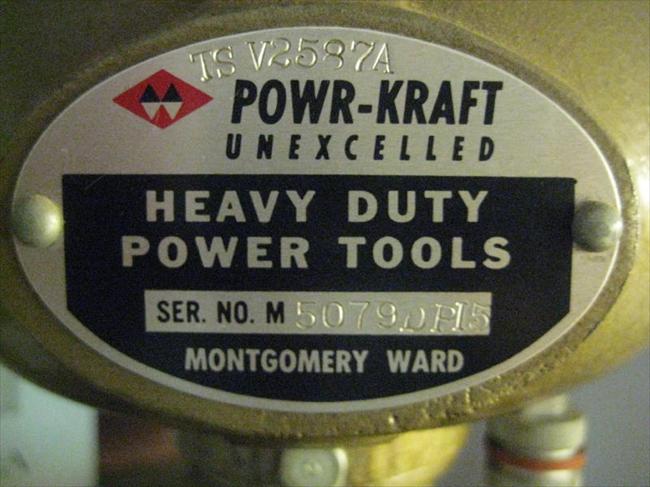 TS V2587A
POWR-KRAFT
UNEXCELLED
HEAVY DUTY
POWER TOOLS
SER. NO. M 5079DP15
MONTGOMERY WARD